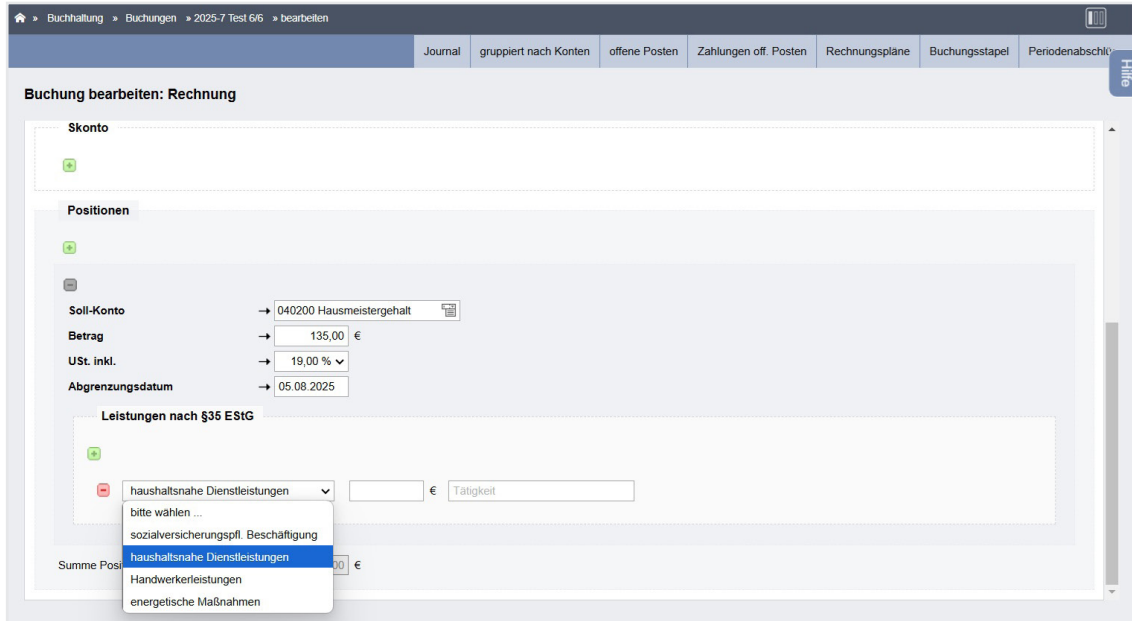 » Buchhaltung » Buchungen » 2025-7 Test 6/6 » bearbeiten
Journal gruppiert nach Konten offene Posten Zahlungen off. Posten Rechnungspläne Buchungsstapel
Hilfe
Buchung bearbeiten: Rechnung
Skonto
Positionen
Soll-Konto → 040200 Hausmeistergehalt
Betrag → 135,00 €
USt. inkl. → 19,00 %
Abgrenzungsdatum → 05.08.2025
Leistungen nach §35 EStG
haushaltsnahe Dienstleistungen € Tätigkeit
bitte wählen ...
sozialversicherungspfl. Beschäftigung
haushaltsnahe Dienstleistungen
Handwerkerleistungen
energetische Maßnahmen
Summe €